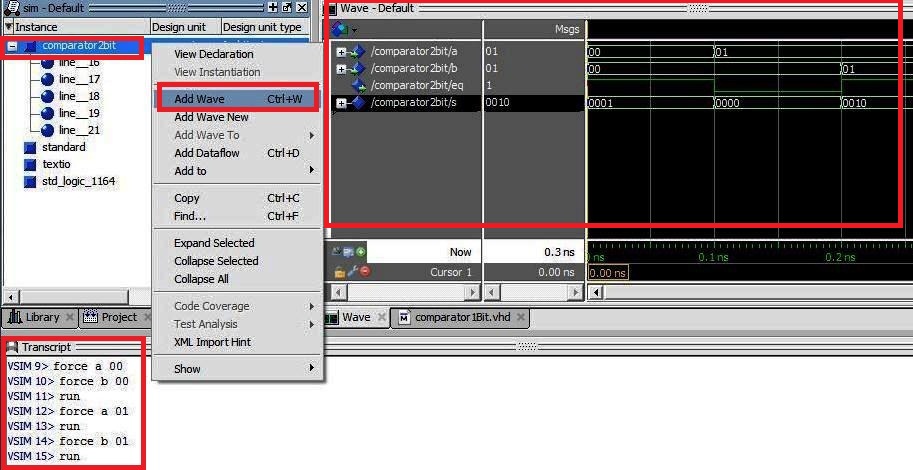 sim - Default
Instance
Design unit
Design unit type
comparator2bit
line__16
line__17
line__18
line__19
line__21
standard
textio
std_logic_1164
View Declaration
View Instantiation
Add Wave Ctrl+W
Add Wave New
Add Wave To
Add Dataflow Ctrl+D
Add to
Copy Ctrl+C
Find... Ctrl+F
Expand Selected
Collapse Selected
Collapse All
Code Coverage
Test Analysis
XML Import Hint
Show
Wave - Default
Msgs
/comparator2bit/a 01 00 01
/comparator2bit/b 01 00 01
/comparator2bit/eq 1
/comparator2bit/s 0010 0001 0000 0010
Now 0.3 ns ns 0.1 ns 0.2 ns
Cursor 1 0.00 ns 0.00 ns
Library
Project
Wave
comparator1Bit.vhd
Transcript
VSIM 9> force a 00
VSIM 10> force b 00
VSIM 11> run
VSIM 12> force a 01
VSIM 13> run
VSIM 14> force b 01
VSIM 15> run